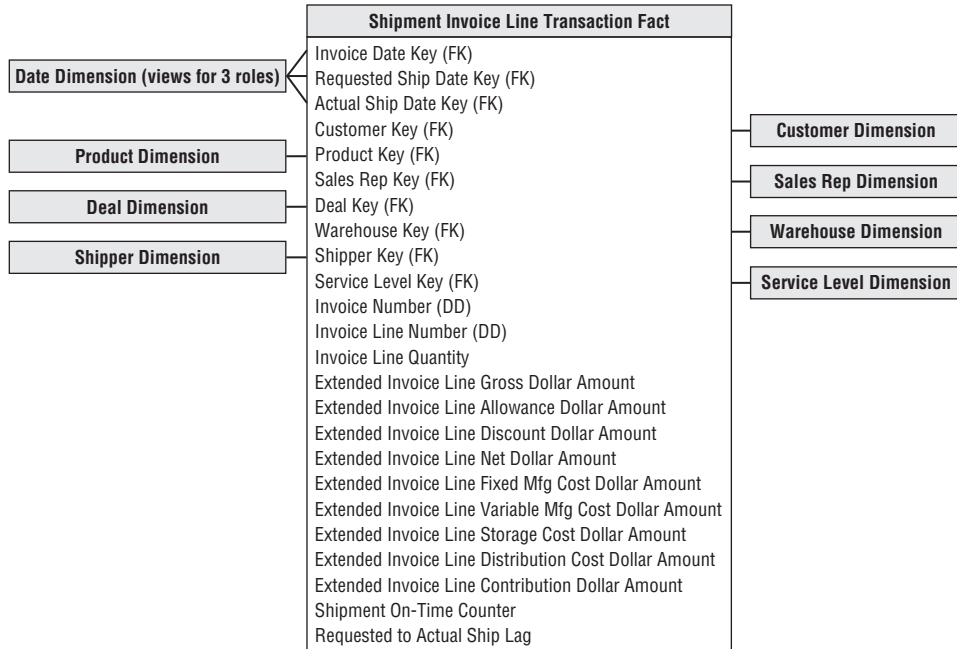 Shipment Invoice Line Transaction Fact
Invoice Date Key (FK)
Requested Ship Date Key (FK)
Actual Ship Date Key (FK)
Customer Key (FK)
Product Key (FK)
Sales Rep Key (FK)
Deal Key (FK)
Warehouse Key (FK)
Shipper Key (FK)
Service Level Key (FK)
Invoice Number (DD)
Invoice Line Number (DD)
Invoice Line Quantity
Extended Invoice Line Gross Dollar Amount
Extended Invoice Line Allowance Dollar Amount
Extended Invoice Line Discount Dollar Amount
Extended Invoice Line Net Dollar Amount
Extended Invoice Line Fixed Mfg Cost Dollar Amount
Extended Invoice Line Variable Mfg Cost Dollar Amount
Extended Invoice Line Storage Cost Dollar Amount
Extended Invoice Line Distribution Cost Dollar Amount
Extended Invoice Line Contribution Dollar Amount
Shipment On-Time Counter
Requested to Actual Ship Lag
Date Dimension (views for 3 roles)
Product Dimension
Deal Dimension
Shipper Dimension
Customer Dimension
Sales Rep Dimension
Warehouse Dimension
Service Level Dimension